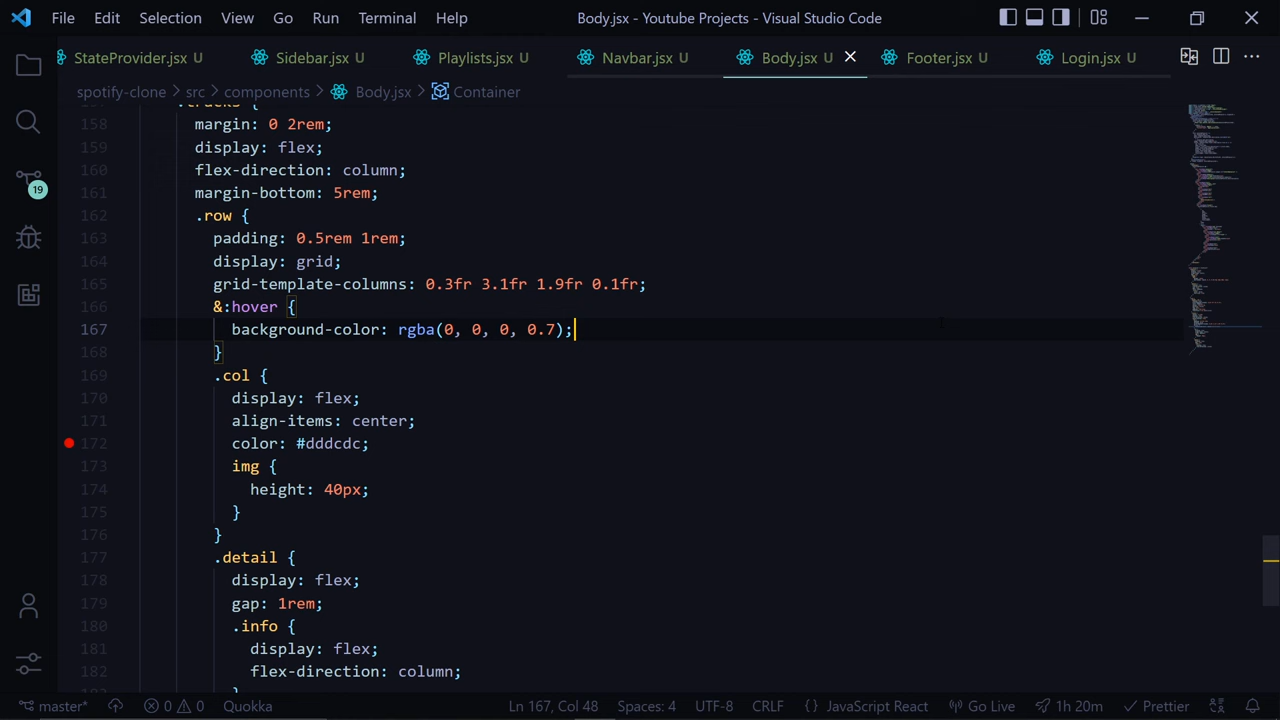 File Edit Selection View Go Run Terminal Help Body.jsx - Youtube Projects - Visual Studio Code
StateProvider.jsx U Sidebar.jsx U Playlists.jsx U Navbar.jsx U Body.jsx U Footer.jsx U Login.jsx U
spotify-clone > src > components > Body.jsx > Container
.tracks {
158 margin: 0 2rem;
159 display: flex;
160 flex-direction: column;
161 margin-bottom: 5rem;
162 .row {
163 padding: 0.5rem 1rem;
164 display: grid;
165 grid-template-columns: 0.3fr 3.1fr 1.9fr 0.1fr;
166 &:hover {
167 background-color: rgba(0, 0, 0, 0.7);
168 }
169 .col {
170 display: flex;
171 align-items: center;
172 color: #dddcdc;
173 img {
174 height: 40px;
175 }
176 }
177 .detail {
178 display: flex;
179 gap: 1rem;
180 .info {
181 display: flex;
182 flex-direction: column;
183 }
19
master* 0 0 Quokka Ln 167, Col 48 Spaces: 4 UTF-8 CRLF {} JavaScript React Go Live 1h 20m Prettier